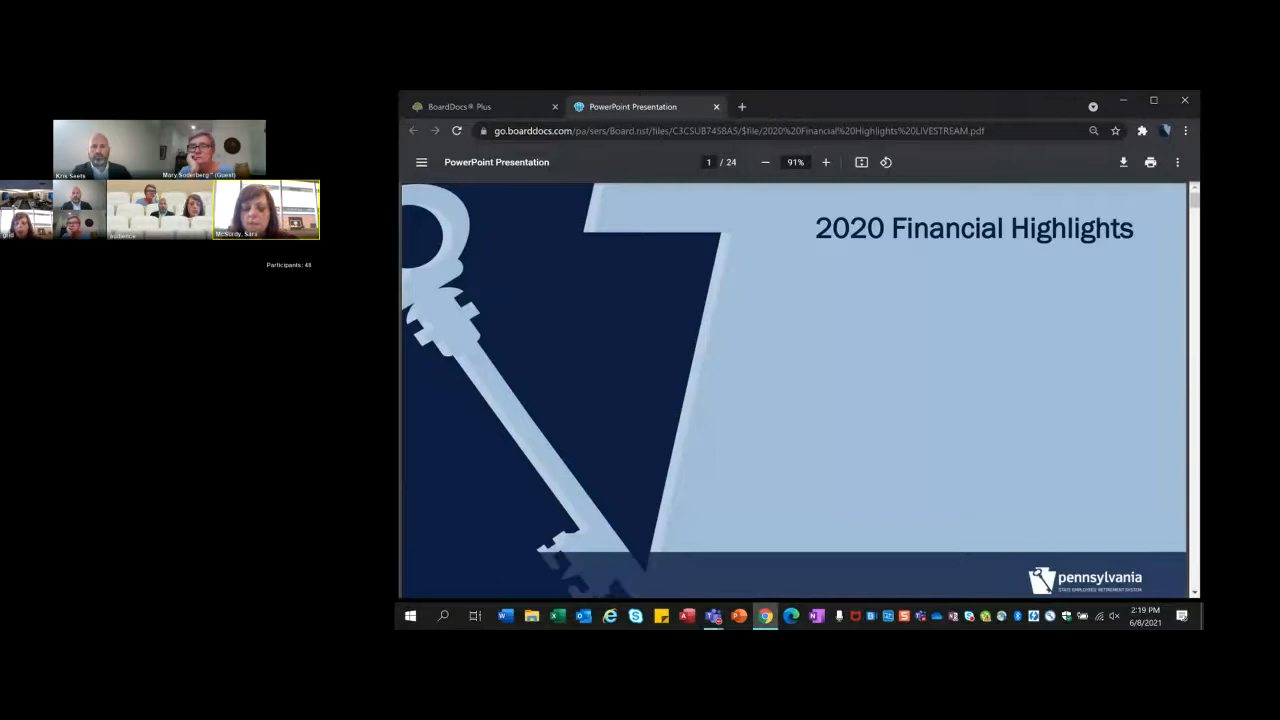 Kris Seets
Mary Soderberg" (Guest)
grid
audience
McSurdy, Sara
Participants: 48
BoardDocs® Plus
PowerPoint Presentation
go.boarddocs.com/pa/sers/Board.nsf/files/C3CSUB7458A5/$file/2020%20Financial%20Highlights%20LIVESTREAM.pdf
PowerPoint Presentation
1 / 24
91%
2020 Financial Highlights
pennsylvania
STATE EMPLOYEES' RETIREMENT SYSTEM
2:19 PM
6/8/2021